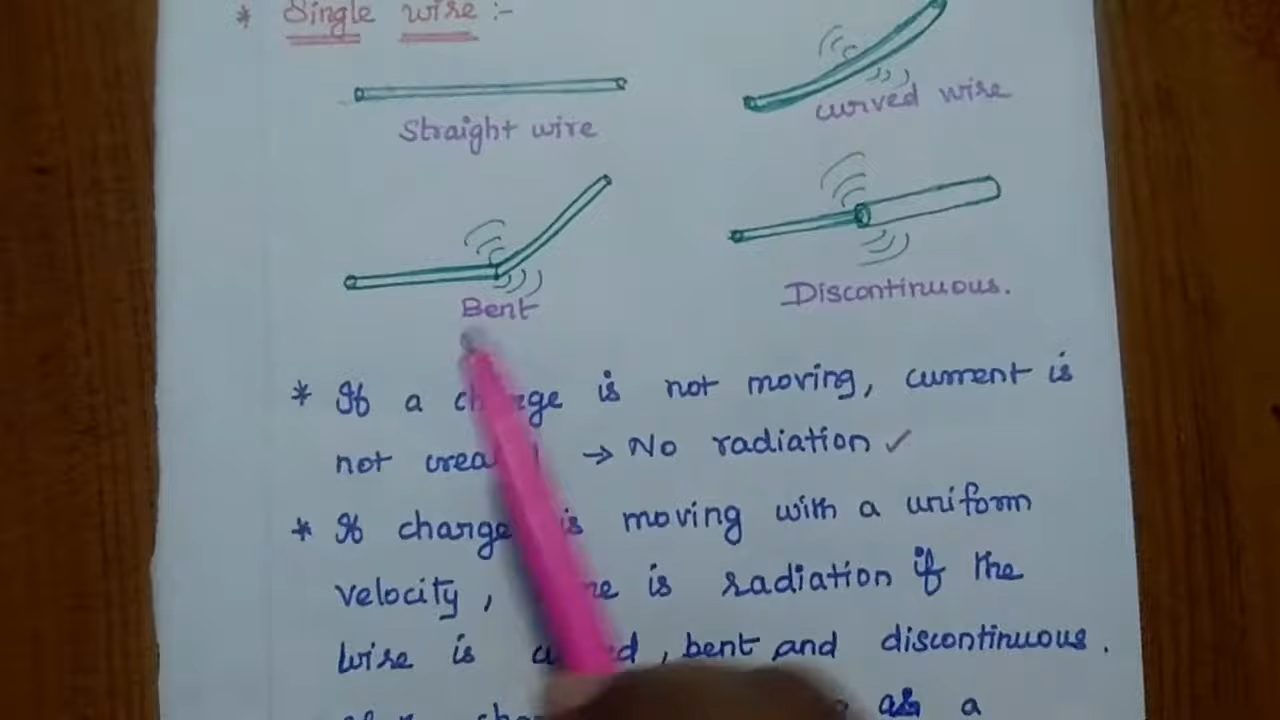 * Single wire :-
Straight wire
curved wire
Bent
Discontinuous.
* If a is not moving, current is
not → No radiation ✓
* If charge is moving with a uniform
velocity, is radiation if the
wire is , bent and discontinuous.
a